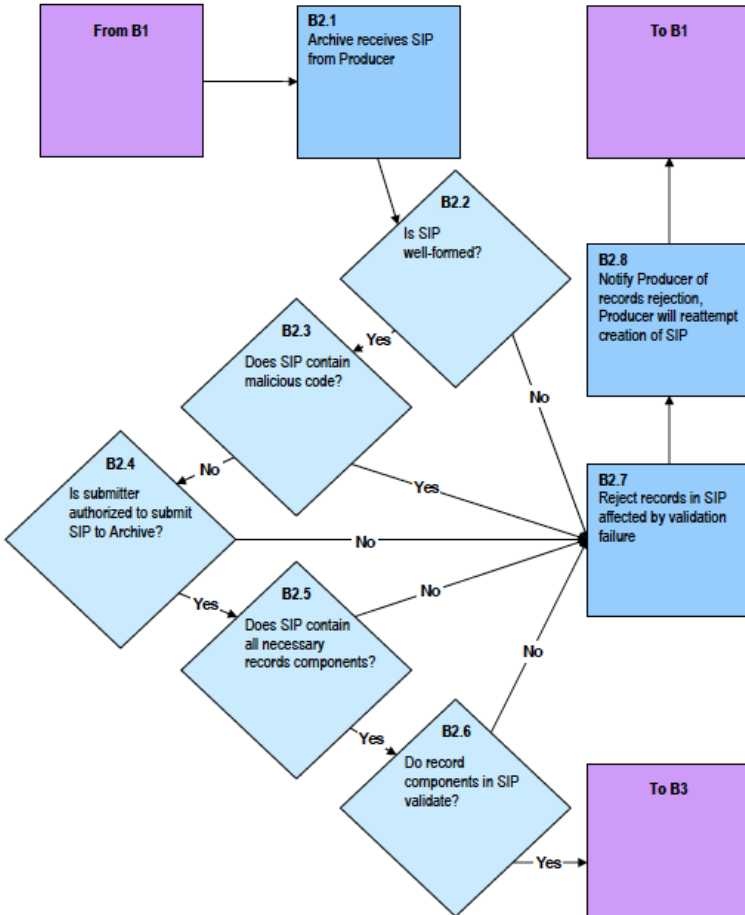 From B1
B2.1
Archive receives SIP
from Producer
To B1
B2.2
Is SIP
well-formed?
B2.8
Notify Producer of
records rejection,
Producer will reattempt
creation of SIP
B2.3
Does SIP contain
malicious code?
Yes
No
B2.4
Is submitter
authorized to submit
SIP to Archive?
No
Yes
B2.7
Reject records in SIP
affected by validation
failure
No
Yes
B2.5
Does SIP contain
all necessary
records components?
No
No
Yes
B2.6
Do record
components in SIP
validate?
Yes
To B3